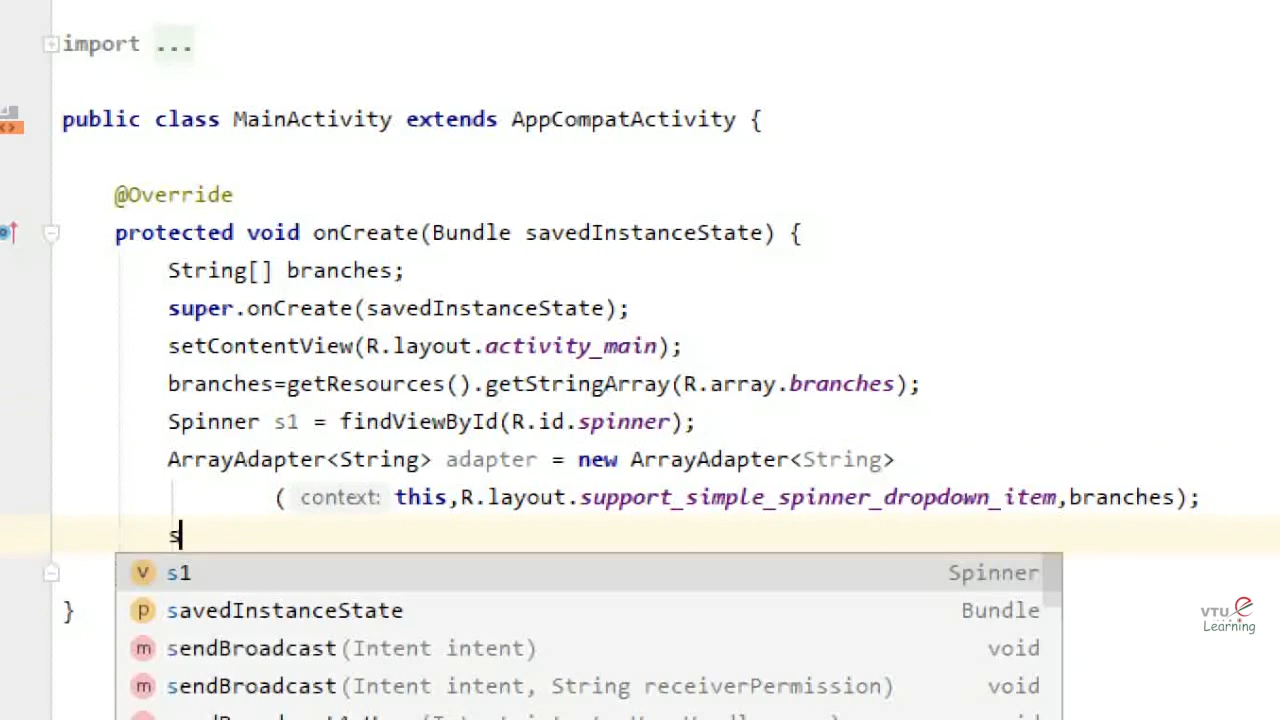 import ...
public class MainActivity extends AppCompatActivity {
@Override
protected void onCreate(Bundle savedInstanceState) {
String[] branches;
super.onCreate(savedInstanceState);
setContentView(R.layout.activity_main);
branches=getResources().getStringArray(R.array.branches);
Spinner s1 = findViewById(R.id.spinner);
ArrayAdapter<String> adapter = new ArrayAdapter<String>
( context: this,R.layout.support_simple_spinner_dropdown_item,branches);
s
v s1 Spinner
p savedInstanceState Bundle
}
m sendBroadcast(Intent intent) void
m sendBroadcast(Intent intent, String receiverPermission) void
VTU e
Learning